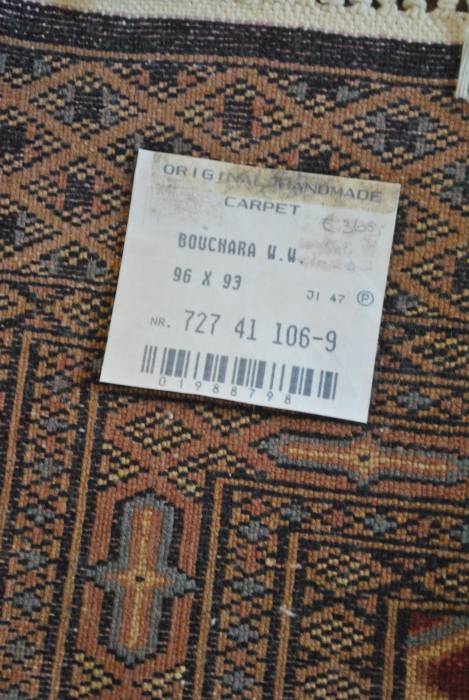 ORIGINAL HANDMADE
CARPET
BOUCHARA W.W.
96 X 93
JI 47 P
NR. 727 41 106-9
01988798